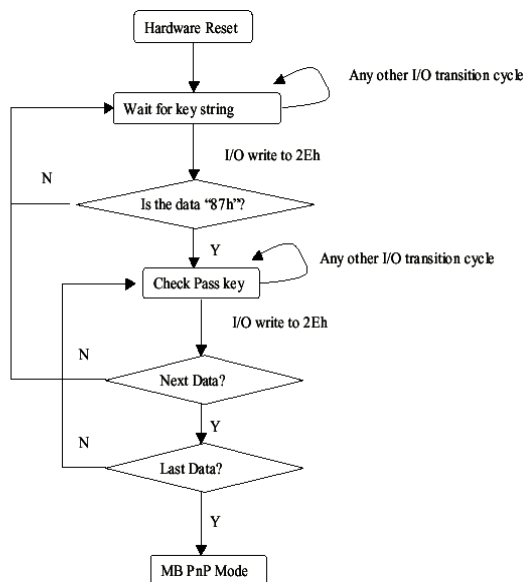 Hardware Reset
Any other I/O transition cycle
Wait for key string
I/O write to 2Eh
N
Is the data “87h”?
Y
Any other I/O transition cycle
Check Pass key
I/O write to 2Eh
N
Next Data?
Y
N
Last Data?
Y
MB PnP Mode